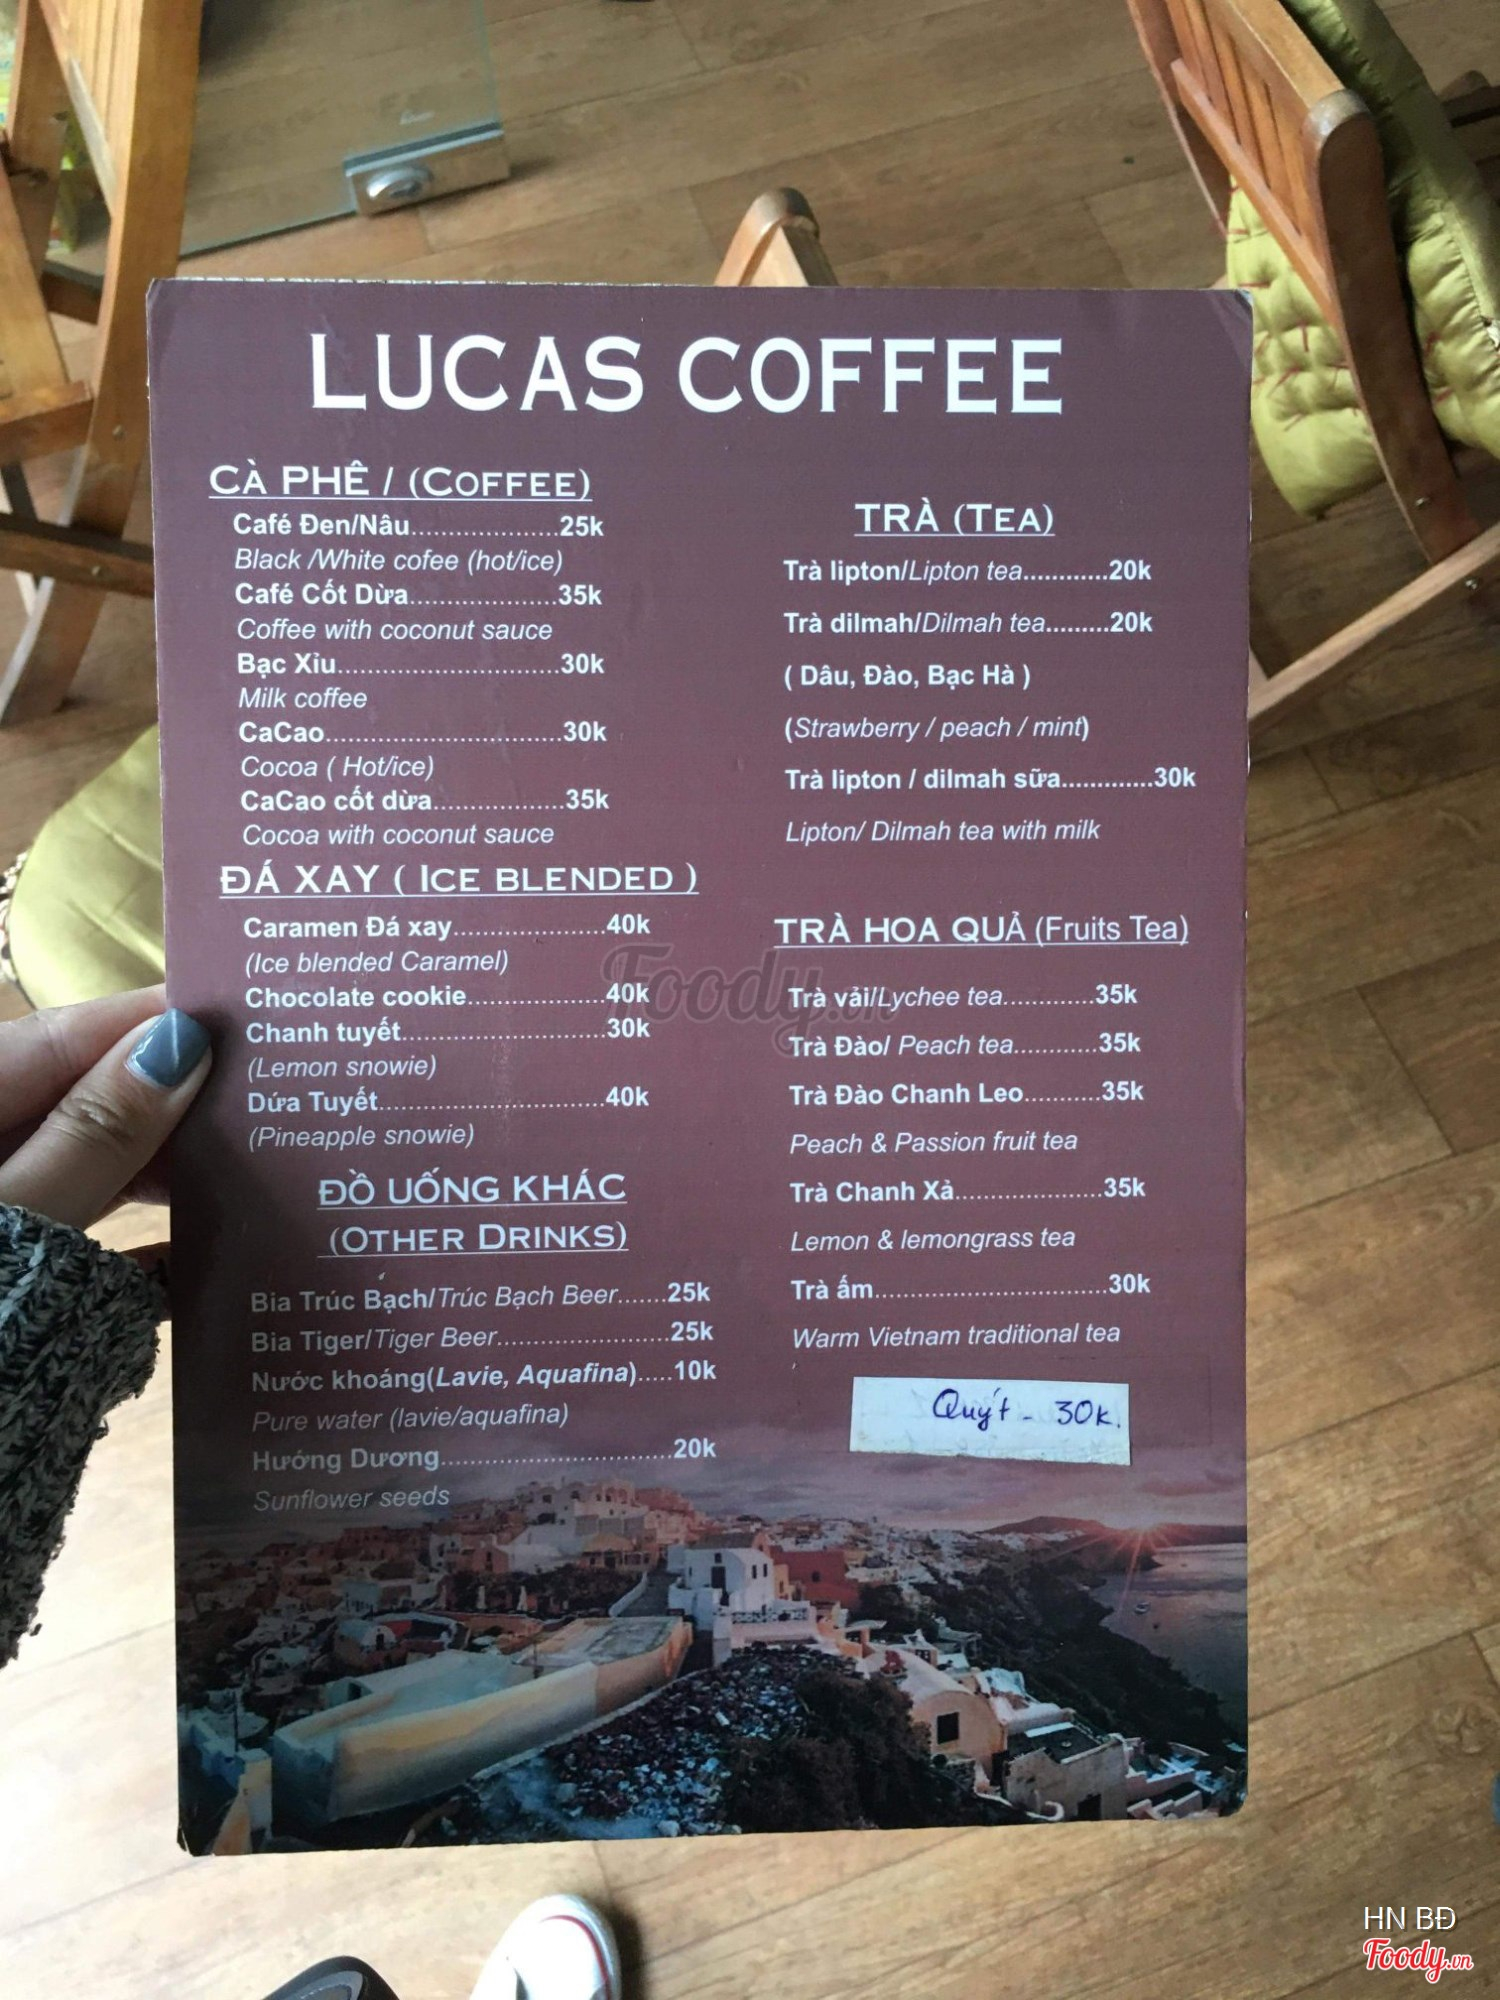 LUCAS COFFEE
CÀ PHÊ / (COFFEE)
Café Đen/Nâu....................25k
Black /White cofee (hot/ice)
Café Cốt Dừa....................35k
Coffee with coconut sauce
Bạc Xỉu..............................30k
Milk coffee
CaCao................................30k
Cocoa ( Hot/ice)
CaCao cốt dừa..................35k
Cocoa with coconut sauce
ĐÁ XAY ( ICE BLENDED )
Caramen Đá xay.....................40k
(Ice blended Caramel)
Chocolate cookie...................40k
Chanh tuyết............................30k
(Lemon snowie)
Dứa Tuyết...............................40k
(Pineapple snowie)
ĐỒ UỐNG KHÁC
(OTHER DRINKS)
Bia Trúc Bạch/Trúc Bạch Beer.......25k
Bia Tiger/Tiger Beer........................25k
Nước khoáng(Lavie, Aquafina).....10k
Pure water (lavie/aquafina)
Hướng Dương................................20k
Sunflower seeds
TRÀ (TEA)
Trà lipton/Lipton tea............20k
Trà dilmah/Dilmah tea.........20k
( Dâu, Đào, Bạc Hà )
(Strawberry / peach / mint)
Trà lipton / dilmah sữa.............30k
Lipton/ Dilmah tea with milk
TRÀ HOA QUẢ (Fruits Tea)
Trà vải/Lychee tea.............35k
Trà Đào/ Peach tea............35k
Trà Đào Chanh Leo...........35k
Peach & Passion fruit tea
Trà Chanh Xả.....................35k
Lemon & lemongrass tea
Trà ấm.................................30k
Warm Vietnam traditional tea
Quýt - 30k.
Foody.vn
HN BĐ
Foody.vn